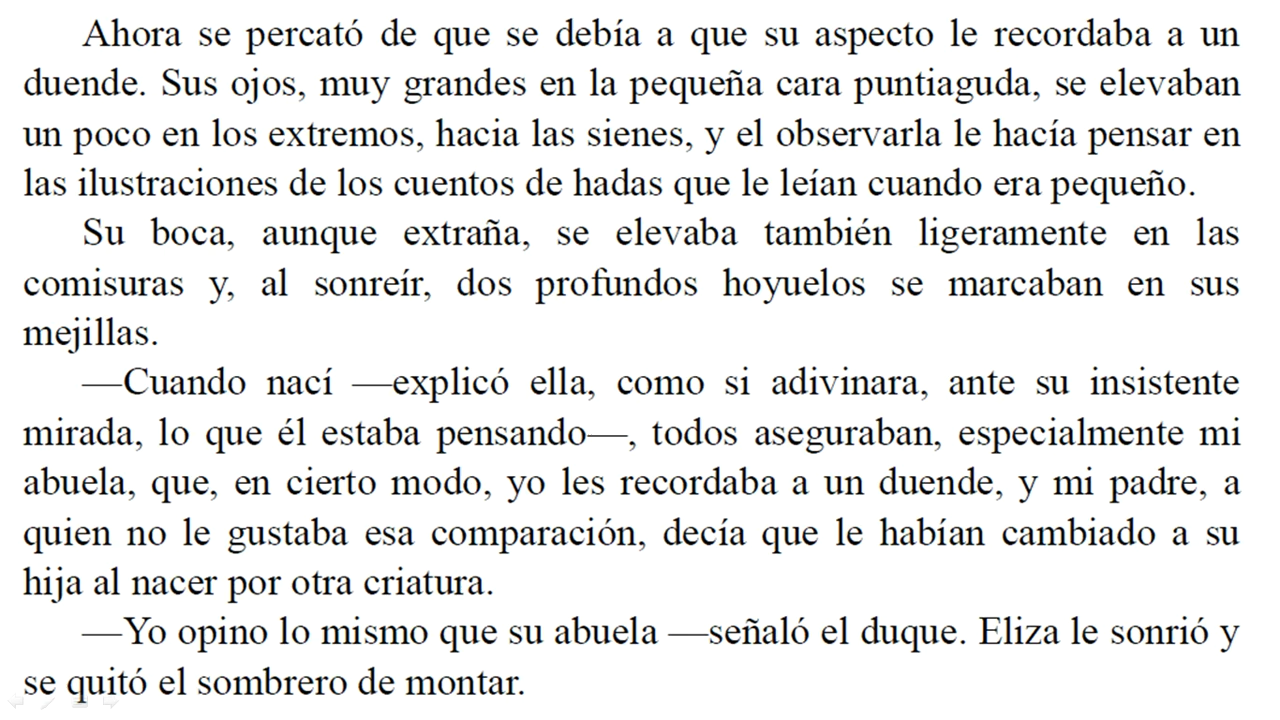 Ahora se percató de que se debía a que su aspecto le recordaba a un
duende. Sus ojos, muy grandes en la pequeña cara puntiaguda, se elevaban
un poco en los extremos, hacia las sienes, y el observarla le hacía pensar en
las ilustraciones de los cuentos de hadas que le leían cuando era pequeño.
Su boca, aunque extraña, se elevaba también ligeramente en las
comisuras y, al sonreír, dos profundos hoyuelos se marcaban en sus
mejillas.
—Cuando nací —explicó ella, como si adivinara, ante su insistente
mirada, lo que él estaba pensando—, todos aseguraban, especialmente mi
abuela, que, en cierto modo, yo les recordaba a un duende, y mi padre, a
quien no le gustaba esa comparación, decía que le habían cambiado a su
hija al nacer por otra criatura.
—Yo opino lo mismo que su abuela —señaló el duque. Eliza le sonrió y
se quitó el sombrero de montar.